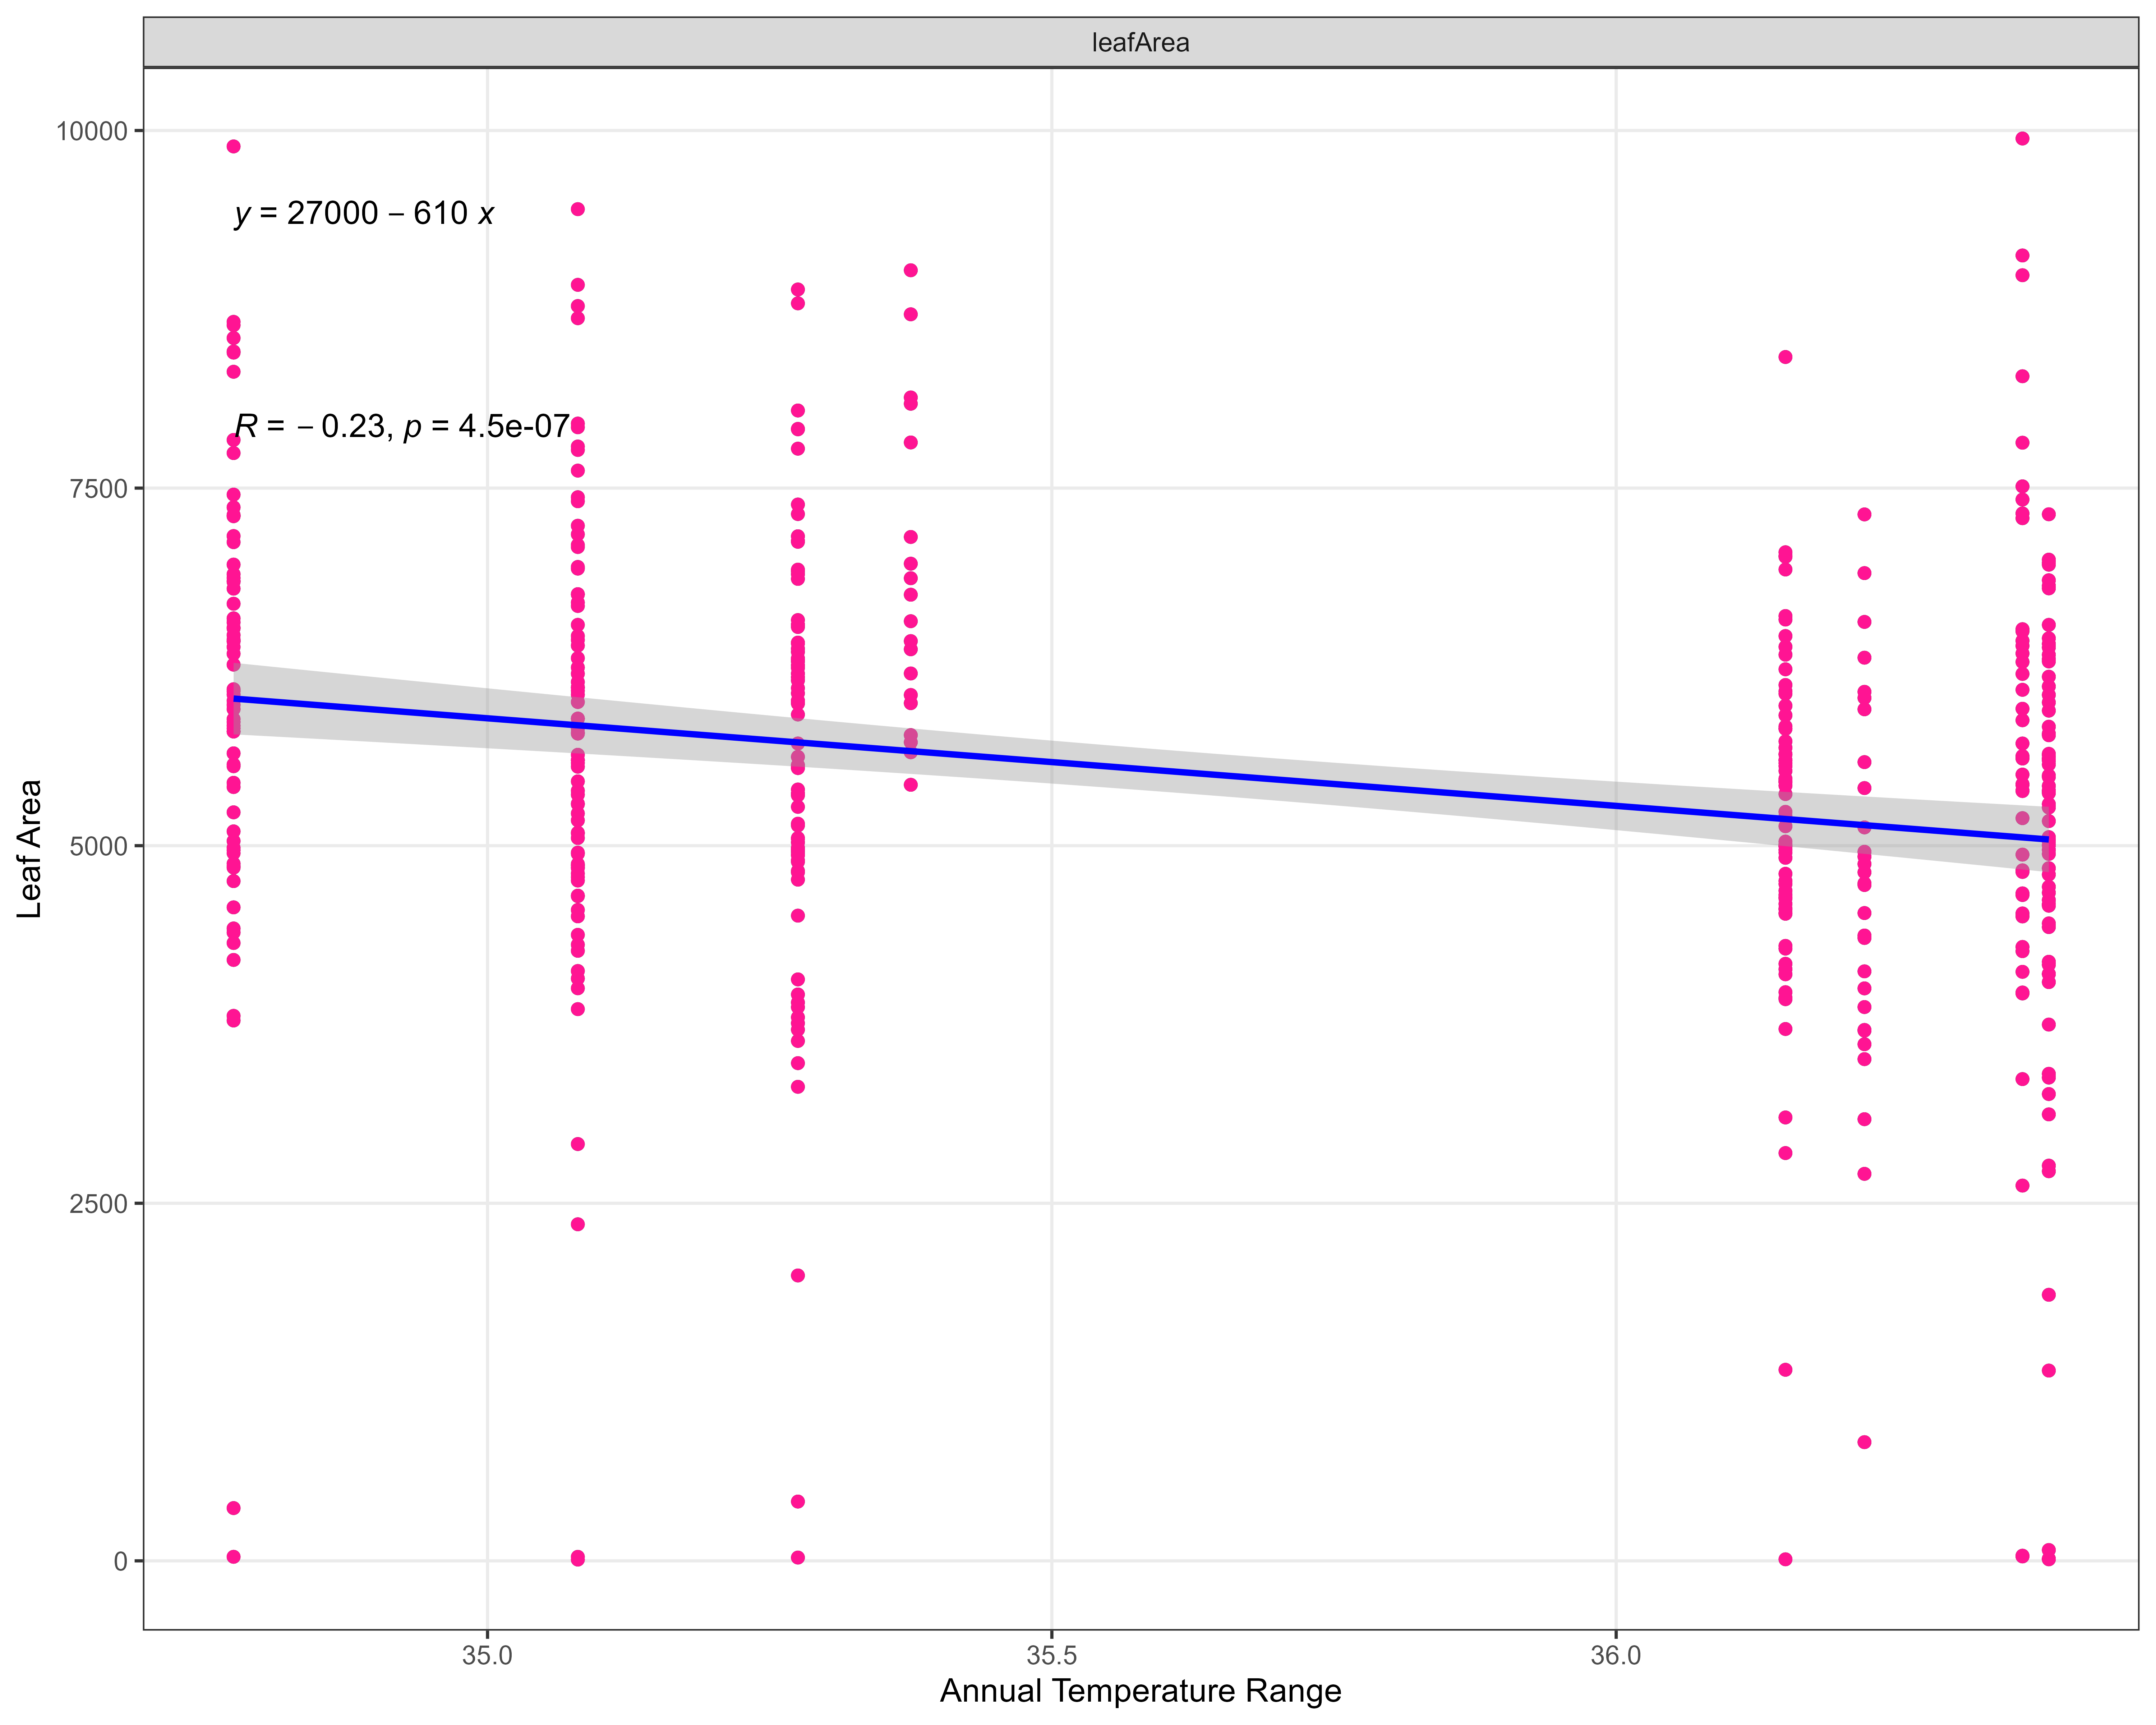 leafArea
10000
y = 27000 – 610 x
R = – 0.23, p = 4.5e-07
7500
5000
2500
0
Leaf Area
35.0 35.5 36.0
Annual Temperature Range